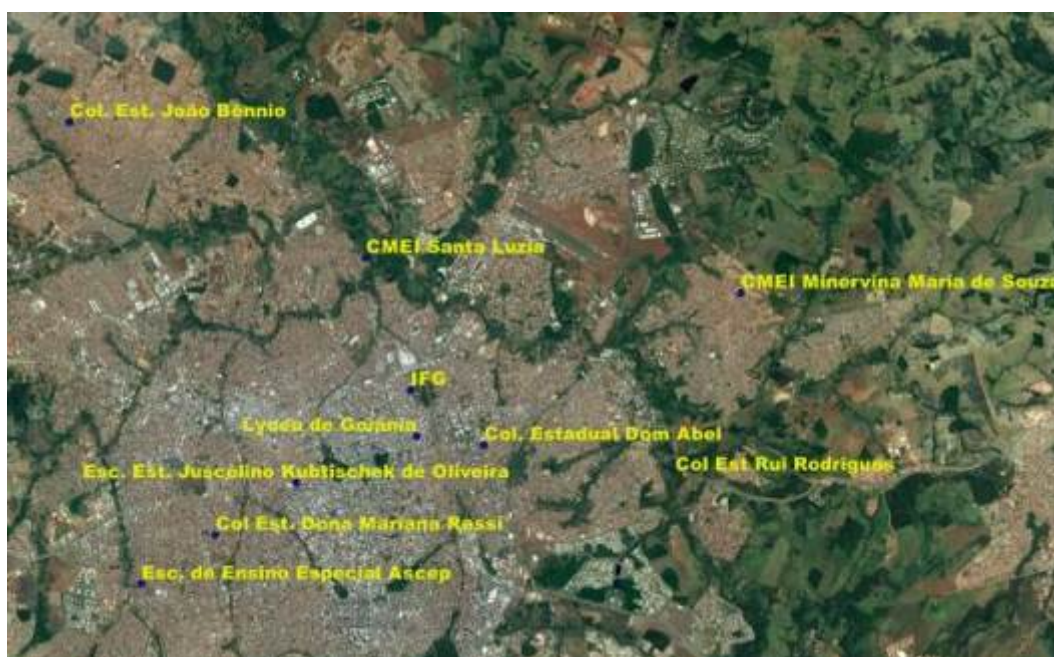 Col. Est. João Bênnio
CMEI Santa Luzia
CMEI Minervina Maria de Souza
IFG
Lyceu de Goiânia
Col. Estadual Dom Abel
Col Est Rui Rodrigues
Esc. Est. Juscelino Kubtischek de Oliveira
Col Est. Dona Mariana Rassi
Esc. de Ensino Especial Ascep